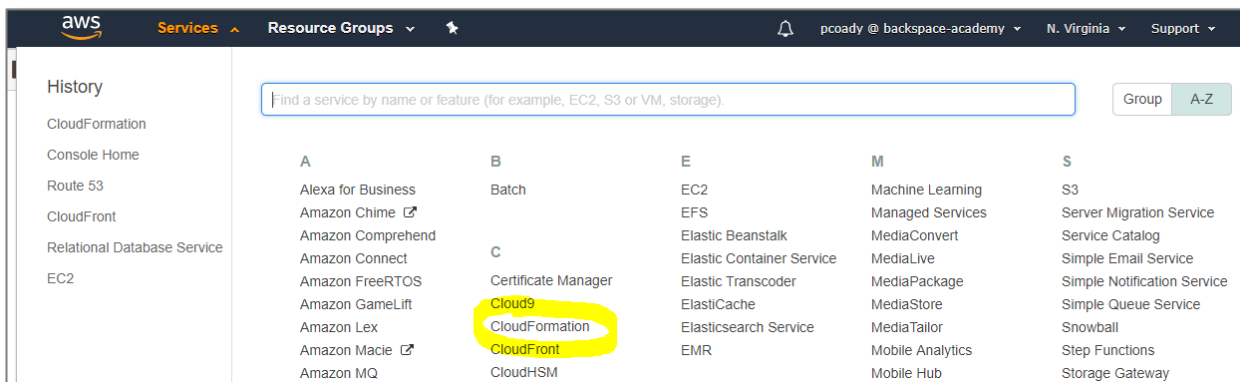 aws Services Resource Groups pcoady @ backspace-academy N. Virginia Support
History
CloudFormation
Console Home
Route 53
CloudFront
Relational Database Service
EC2
Find a service by name or feature (for example, EC2, S3 or VM, storage).
Group A-Z
A
Alexa for Business
Amazon Chime
Amazon Comprehend
Amazon Connect
Amazon FreeRTOS
Amazon GameLift
Amazon Lex
Amazon Macie
Amazon MQ
B
Batch
C
Certificate Manager
Cloud9
CloudFormation
CloudFront
CloudHSM
E
EC2
EFS
Elastic Beanstalk
Elastic Container Service
Elastic Transcoder
ElastiCache
Elasticsearch Service
EMR
M
Machine Learning
Managed Services
MediaConvert
MediaLive
MediaPackage
MediaStore
MediaTailor
Mobile Analytics
Mobile Hub
S
S3
Server Migration Service
Service Catalog
Simple Email Service
Simple Notification Service
Simple Queue Service
Snowball
Step Functions
Storage Gateway